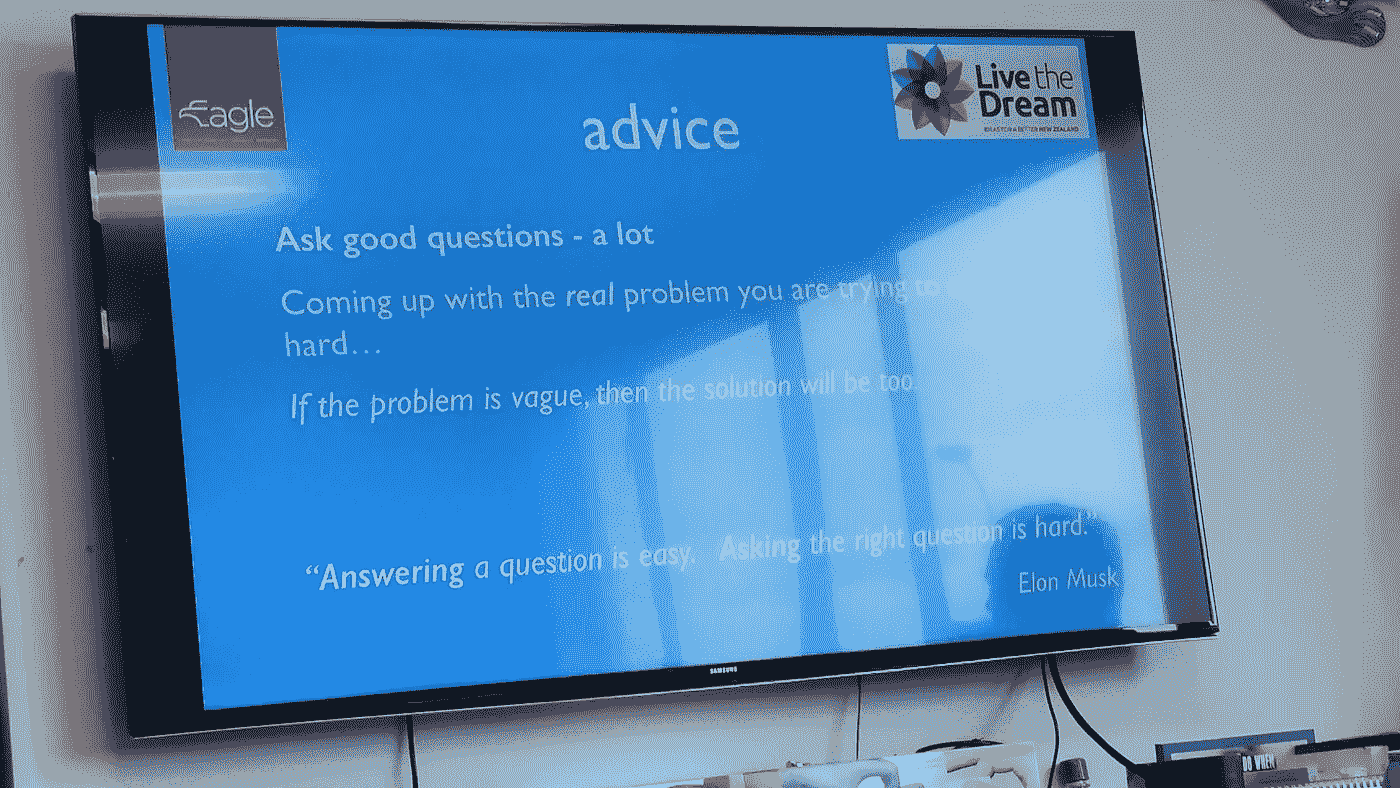 Eagle
Live the
Dream
IDEAS FOR A BETTER NEW ZEALAND
advice
Ask good questions - a lot
Coming up with the real problem you are trying to
hard…
If the problem is vague, then the solution will be too
“Answering a question is easy. Asking the right question is hard.”
Elon Musk
SAMSUNG
DO WHEN